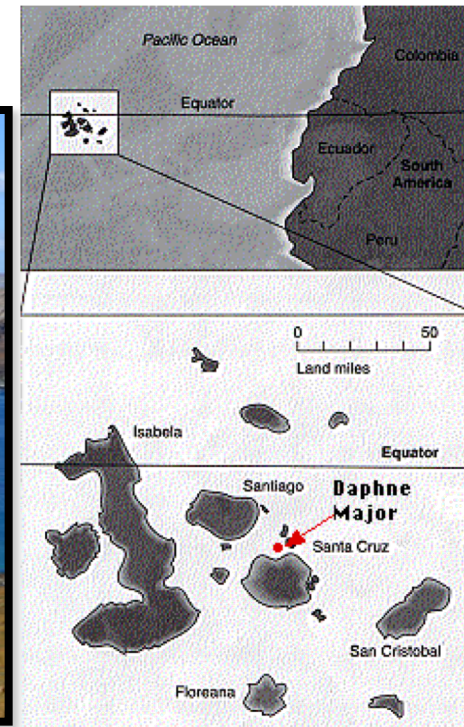 Pacific Ocean
Colombia
Equator
Ecuador
South
America
Peru
0 50
Land miles
Isabela
Equator
Santiago
Daphne
Major
Santa Cruz
San Cristobal
Floreana